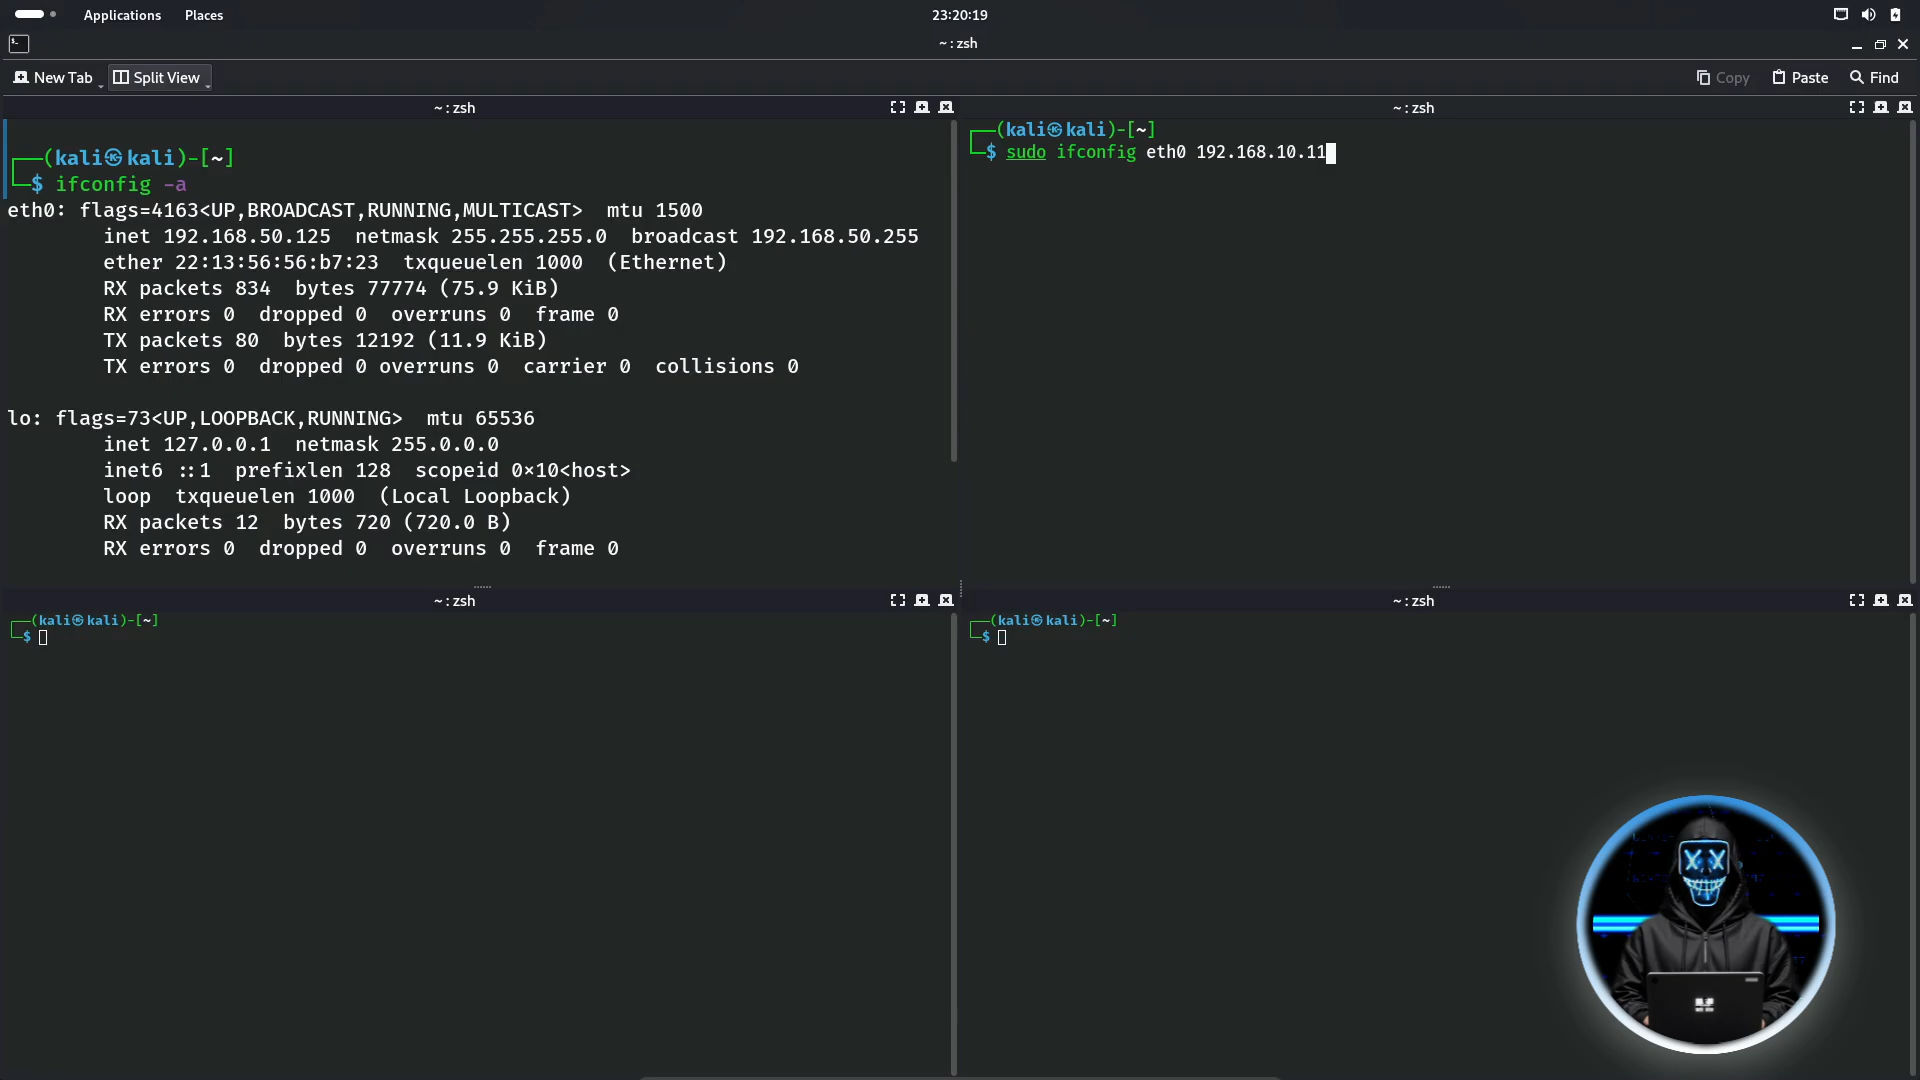 Applications Places 23:20:19
~ : zsh
New Tab Split View Copy Paste Find
~ : zsh
(kali㉿kali)-[~]
$ ifconfig -a
eth0: flags=4163<UP,BROADCAST,RUNNING,MULTICAST> mtu 1500
inet 192.168.50.125 netmask 255.255.255.0 broadcast 192.168.50.255
ether 22:13:56:56:b7:23 txqueuelen 1000 (Ethernet)
RX packets 834 bytes 77774 (75.9 KiB)
RX errors 0 dropped 0 overruns 0 frame 0
TX packets 80 bytes 12192 (11.9 KiB)
TX errors 0 dropped 0 overruns 0 carrier 0 collisions 0
lo: flags=73<UP,LOOPBACK,RUNNING> mtu 65536
inet 127.0.0.1 netmask 255.0.0.0
inet6 ::1 prefixlen 128 scopeid 0×10<host>
loop txqueuelen 1000 (Local Loopback)
RX packets 12 bytes 720 (720.0 B)
RX errors 0 dropped 0 overruns 0 frame 0
~ : zsh
(kali㉿kali)-[~]
$ sudo ifconfig eth0 192.168.10.11
~ : zsh
(kali㉿kali)-[~]
$
~ : zsh
(kali㉿kali)-[~]
$